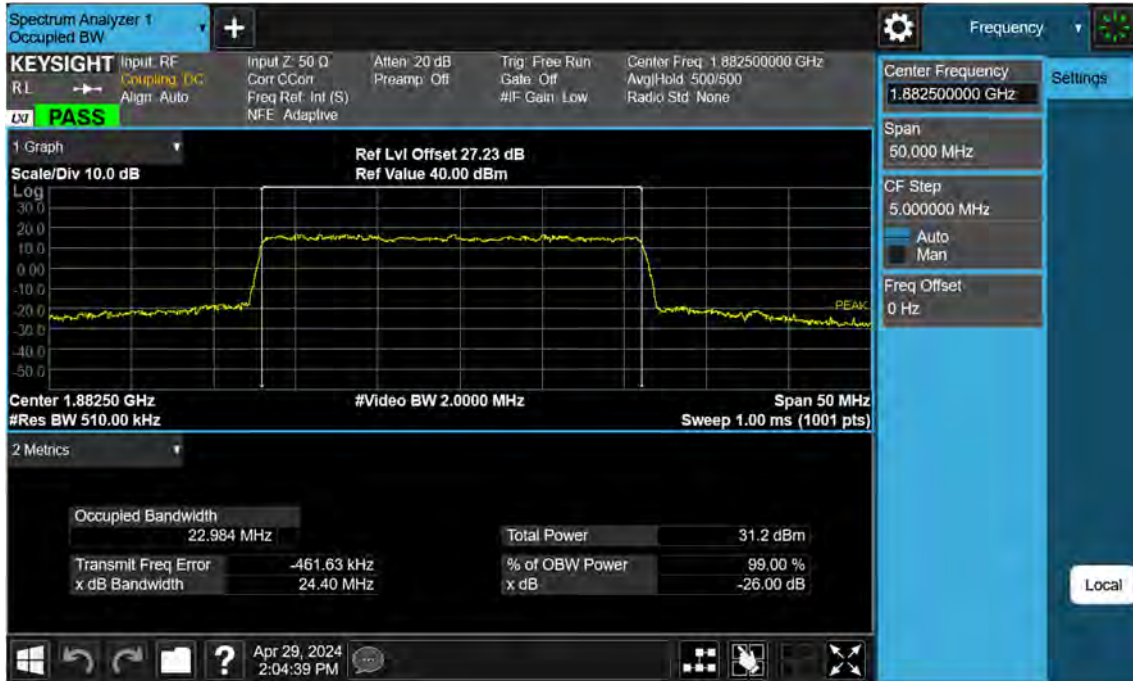 Spectrum Analyzer 1
Occupied BW
Frequency
KEYSIGHT
RL
LXI
PASS
Input: RF
Coupling: DC
Align: Auto
Input Z: 50 Ω
Corr CCorr
Freq Ref: Int (S)
NFE: Adaptive
Atten: 20 dB
Preamp: Off
Trig: Free Run
Gate: Off
#IF Gain: Low
Center Freq: 1.882500000 GHz
Avg|Hold: 500/500
Radio Std: None
1 Graph
Scale/Div 10.0 dB
Ref Lvl Offset 27.23 dB
Ref Value 40.00 dBm
Log
30.0
20.0
10.0
0.00
-10.0
-20.0
-30.0
-40.0
-50.0
PEAK
Center 1.88250 GHz
#Video BW 2.0000 MHz
Span 50 MHz
#Res BW 510.00 kHz
Sweep 1.00 ms (1001 pts)
2 Metrics
Occupied Bandwidth
22.984 MHz
Transmit Freq Error -461.63 kHz
x dB Bandwidth 24.40 MHz
Total Power 31.2 dBm
% of OBW Power 99.00 %
x dB -26.00 dB
Center Frequency
1.882500000 GHz
Settings
Span
50.000 MHz
CF Step
5.000000 MHz
Auto
Man
Freq Offset
0 Hz
Local
?
Apr 29, 2024
2:04:39 PM